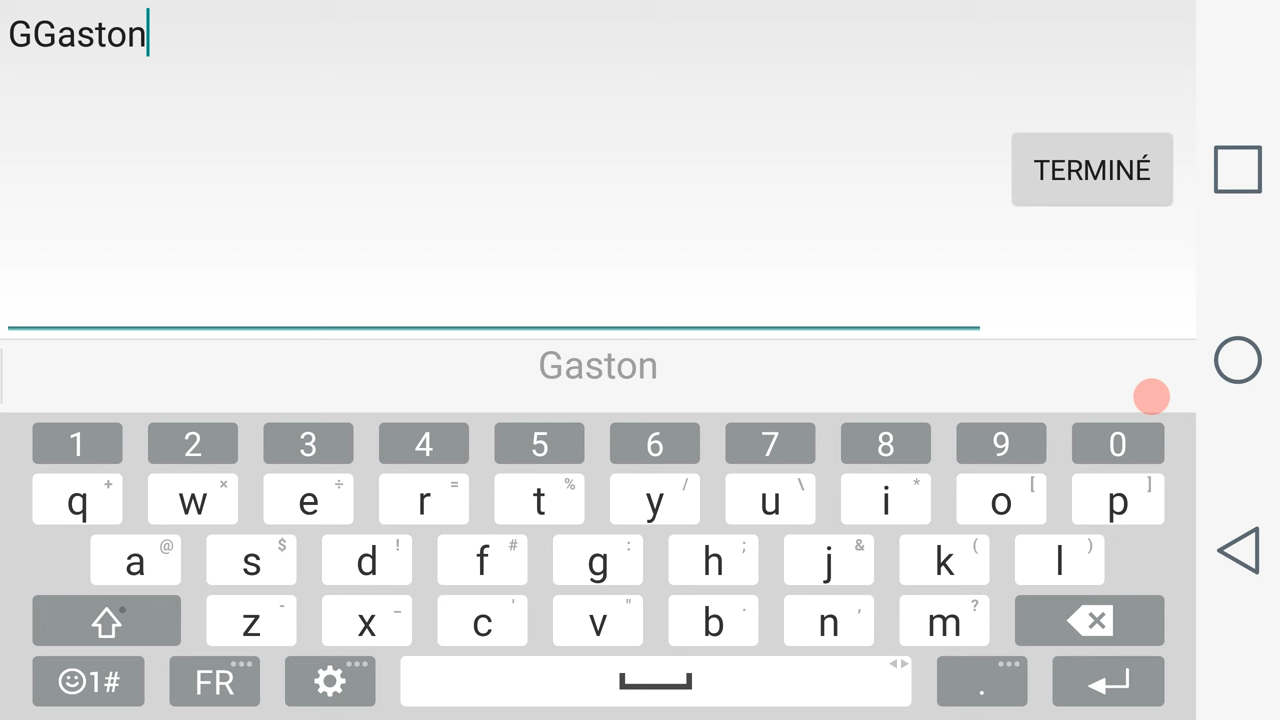 GGaston
TERMINÉ
Gaston
1 2 3 4 5 6 7 8 9 0
q + w × e ÷ r = t % y / u \ i * o [ p ]
a @ s $ d ! f # g : h ; j & k ( l )
z - x _ c ' v " b . n , m ?
1# FR .